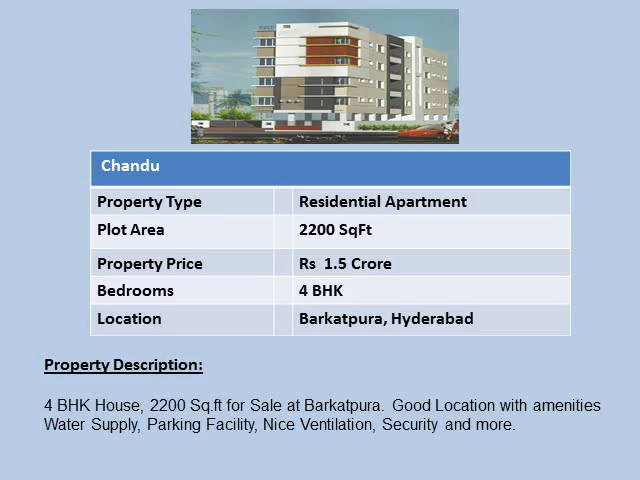 Chandu
Property Type Residential Apartment
Plot Area 2200 SqFt
Property Price Rs 1.5 Crore
Bedrooms 4 BHK
Location Barkatpura, Hyderabad
Property Description:
4 BHK House, 2200 Sq.ft for Sale at Barkatpura. Good Location with amenities
Water Supply, Parking Facility, Nice Ventilation, Security and more.